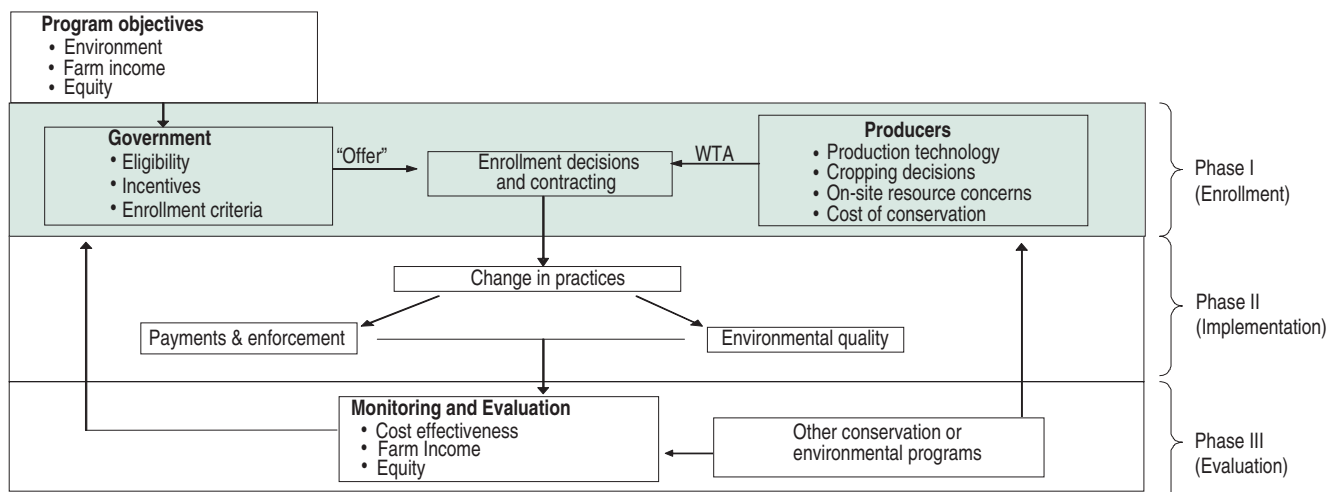 Program objectives
• Environment
• Farm income
• Equity
Government
• Eligibility
• Incentives
• Enrollment criteria
“Offer”
Enrollment decisions
and contracting
WTA
Producers
• Production technology
• Cropping decisions
• On-site resource concerns
• Cost of conservation
Phase I
(Enrollment)
Change in practices
Payments & enforcement
Environmental quality
Phase II
(Implementation)
Monitoring and Evaluation
• Cost effectiveness
• Farm Income
• Equity
Other conservation or
environmental programs
Phase III
(Evaluation)